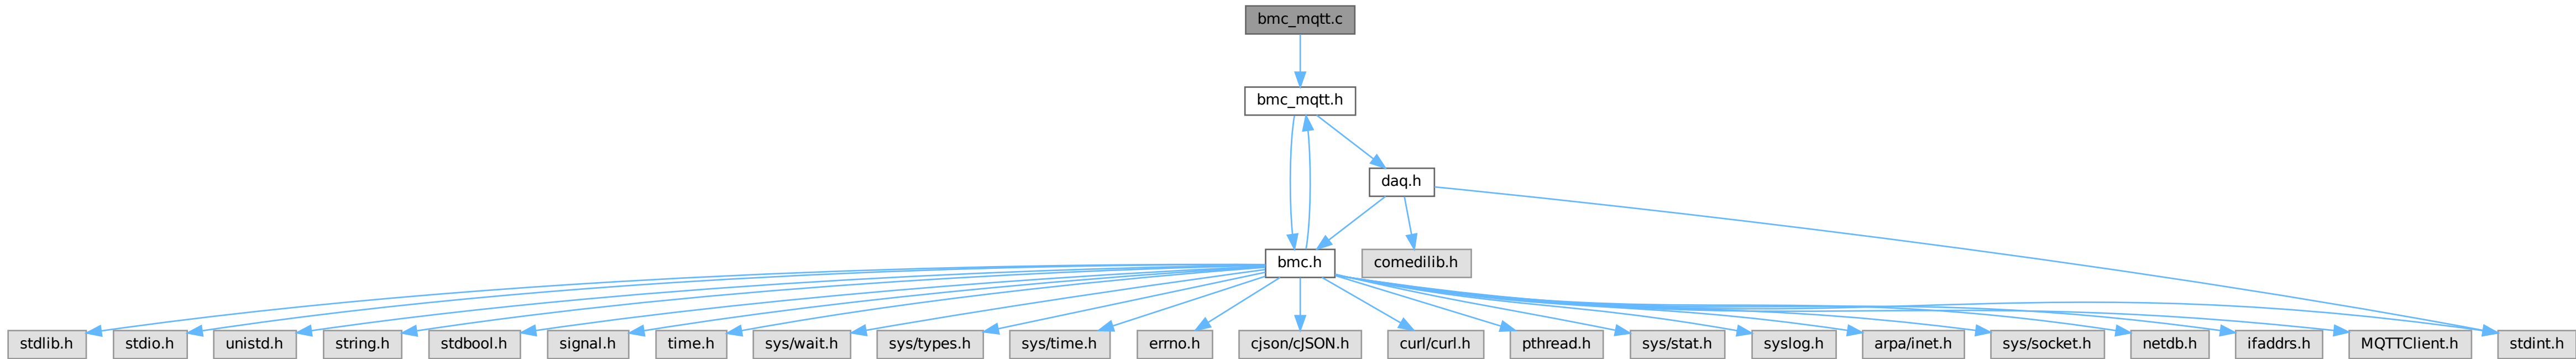 bmc_mqtt.c
bmc_mqtt.h
daq.h
bmc.h
comedilib.h
stdlib.h
stdio.h
unistd.h
string.h
stdbool.h
signal.h
time.h
sys/wait.h
sys/types.h
sys/time.h
errno.h
cjson/cJSON.h
curl/curl.h
pthread.h
sys/stat.h
syslog.h
arpa/inet.h
sys/socket.h
netdb.h
ifaddrs.h
MQTTClient.h
stdint.h